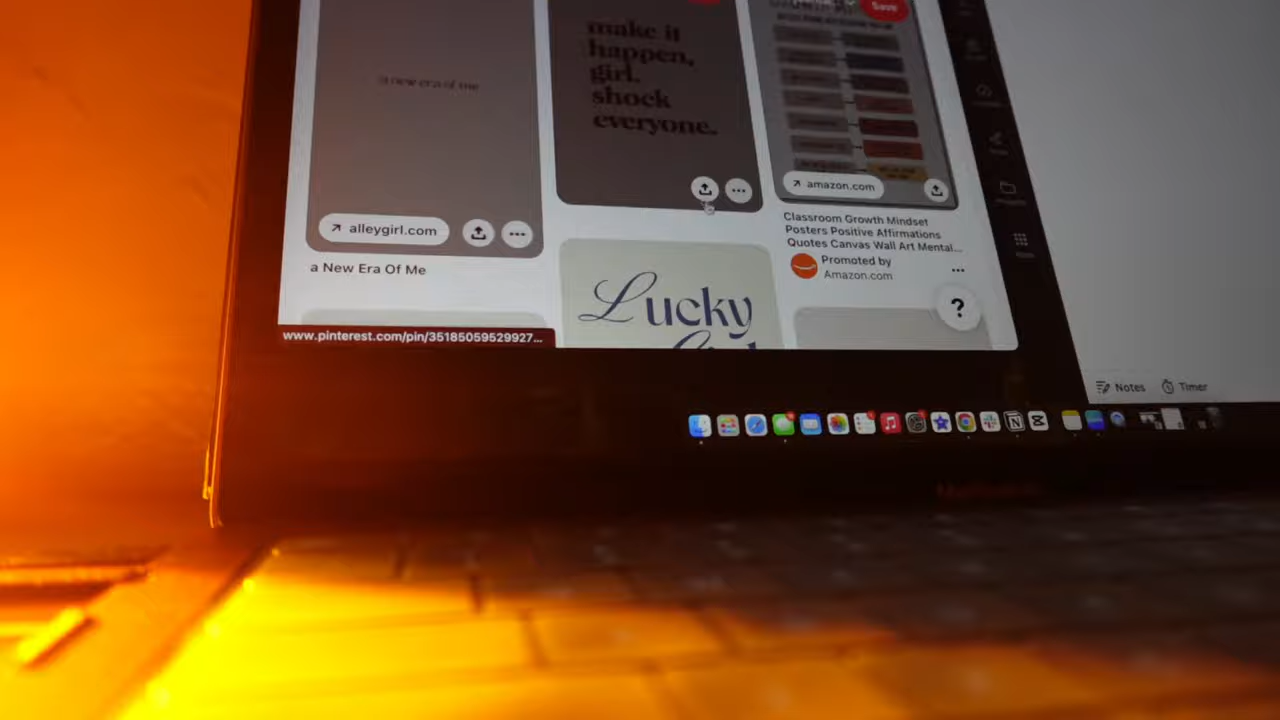 Save
a new era of me
make it
happen,
girl.
shock
everyone.
amazon.com
alleygirl.com
Classroom Growth Mindset
Posters Positive Affirmations
Quotes Canvas Wall Art Mental...
Promoted by
Amazon.com
a New Era Of Me
Lucky
?
www.pinterest.com/pin/35185059529927...
Notes
Timer